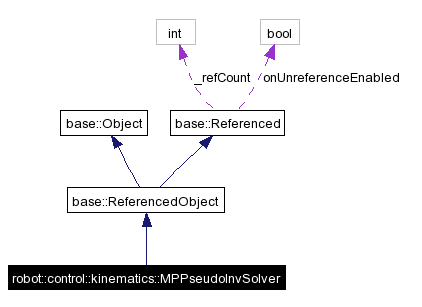 int
bool
_refCount
onUnreferenceEnabled
base::Object
base::Referenced
base::ReferencedObject
robot::control::kinematics::MPPseudoInvSolver